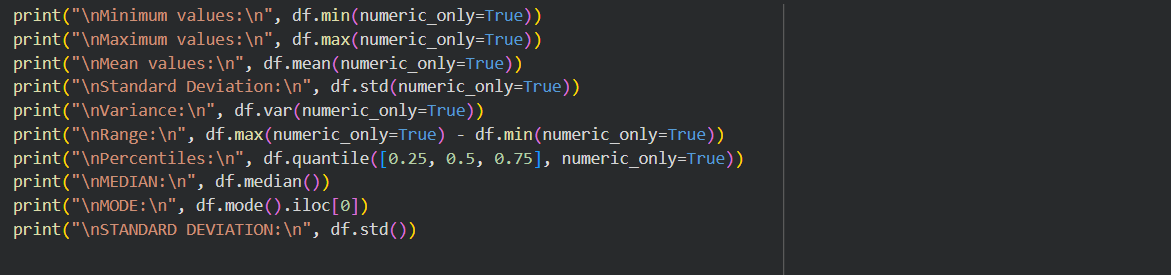 print("\nMinimum values:\n", df.min(numeric_only=True))
print("\nMaximum values:\n", df.max(numeric_only=True))
print("\nMean values:\n", df.mean(numeric_only=True))
print("\nStandard Deviation:\n", df.std(numeric_only=True))
print("\nVariance:\n", df.var(numeric_only=True))
print("\nRange:\n", df.max(numeric_only=True) - df.min(numeric_only=True))
print("\nPercentiles:\n", df.quantile([0.25, 0.5, 0.75], numeric_only=True))
print("\nMEDIAN:\n", df.median())
print("\nMODE:\n", df.mode().iloc[0])
print("\nSTANDARD DEVIATION:\n", df.std())